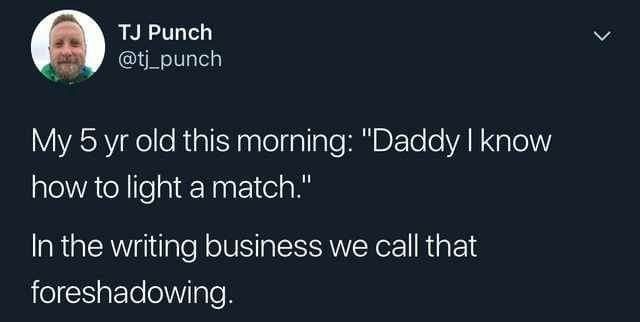 TJ Punch
@tj_punch
My 5 yr old this morning: "Daddy I know
how to light a match."
In the writing business we call that
foreshadowing.